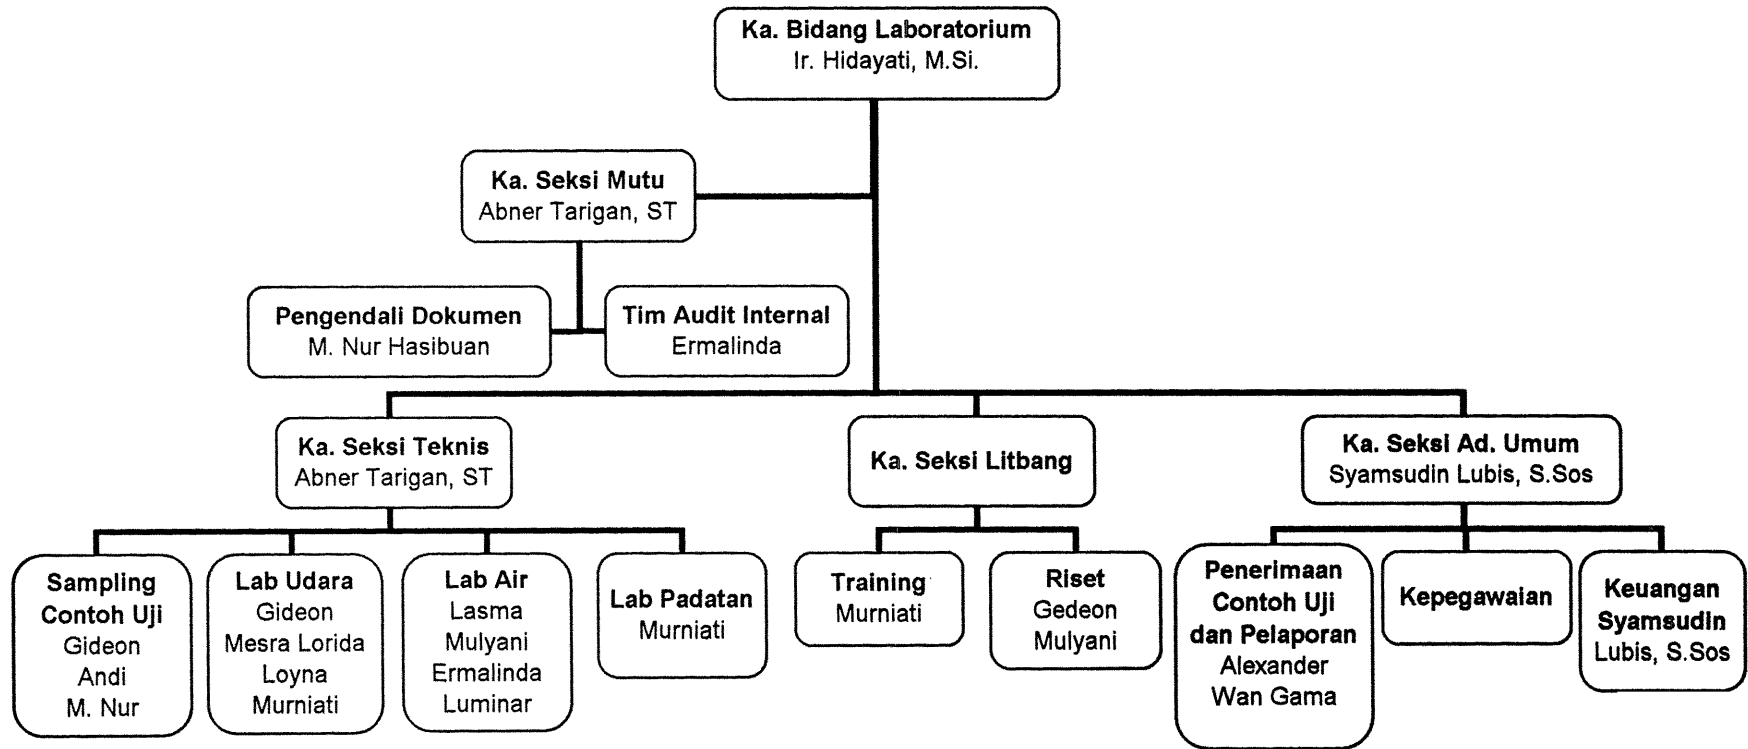 Ka. Bidang Laboratorium
Ir. Hidayati, M.Si.
Ka. Seksi Mutu
Abner Tarigan, ST
Pengendali Dokumen
M. Nur Hasibuan
Tim Audit Internal
Ermalinda
Ka. Seksi Teknis
Abner Tarigan, ST
Ka. Seksi Litbang
Ka. Seksi Ad. Umum
Syamsudin Lubis, S.Sos
Sampling
Contoh Uji
Gideon
Andi
M. Nur
Lab Udara
Gideon
Mesra Lorida
Loyna
Murniati
Lab Air
Lasma
Mulyani
Ermalinda
Luminar
Lab Padatan
Murniati
Training
Murniati
Riset
Gedeon
Mulyani
Penerimaan
Contoh Uji
dan Pelaporan
Alexander
Wan Gama
Kepegawaian
Keuangan
Syamsudin
Lubis, S.Sos